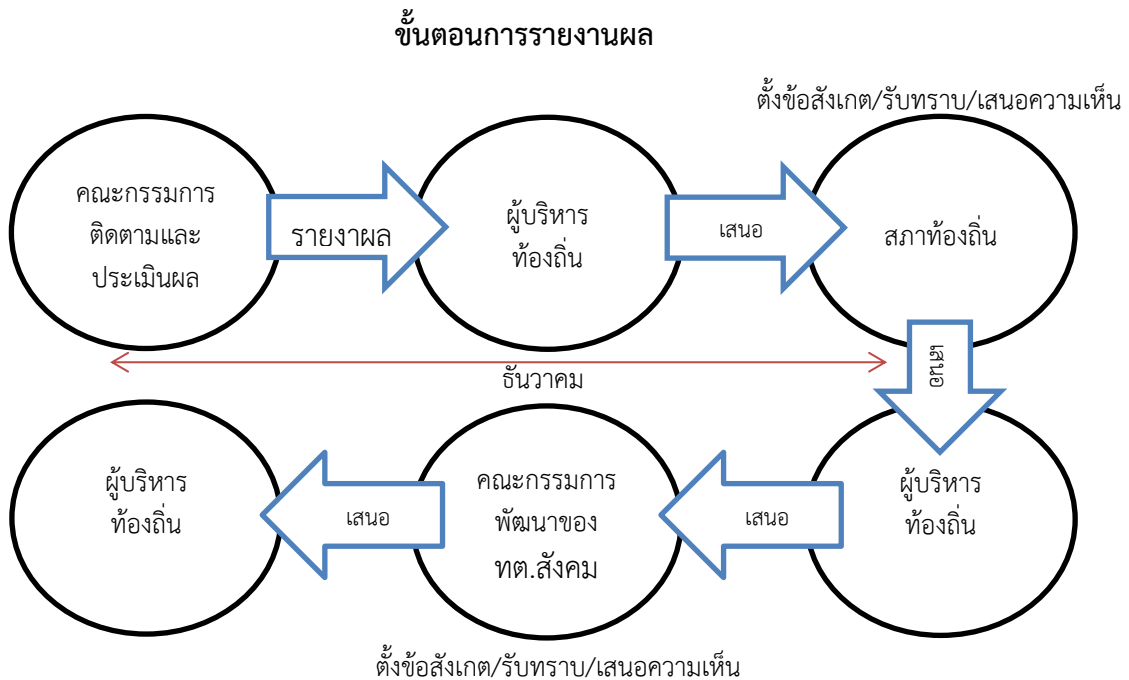 ขั้นตอนการรายงานผล
ตั้งข้อสังเกต/รับทราบ/เสนอความเห็น
คณะกรรมการ
ติดตามและ
ประเมินผล
รายงาผล
ผู้บริหาร
ท้องถิ่น
เสนอ
สภาท้องถิ่น
เสนอ
ธันวาคม
ผู้บริหาร
ท้องถิ่น
เสนอ
คณะกรรมการ
พัฒนาของ
ทต.สังคม
เสนอ
ผู้บริหาร
ท้องถิ่น
ตั้งข้อสังเกต/รับทราบ/เสนอความเห็น